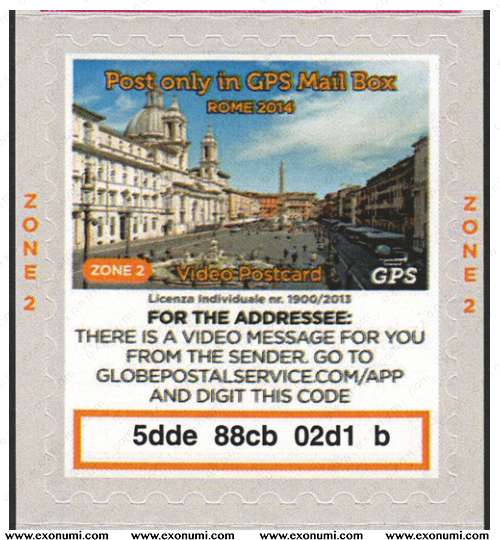 Post only in GPS Mail Box
ROME 2014
ZONE 2
ZONE 2
ZONE 2
Video Postcard
GPS
Licenza Individuale nr. 1900/2013
FOR THE ADDRESSEE:
THERE IS A VIDEO MESSAGE FOR YOU
FROM THE SENDER. GO TO
GLOBEPOSTALSERVICE.COM/APP
AND DIGIT THIS CODE
5dde 88cb 02d1 b
www.exonumi.com www.exonumi.com www.exonumi.com www.exonumi.com